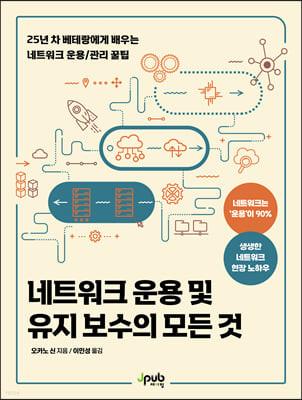 25년 차 베테랑에게 배우는
네트워크 운용/관리 꿀팁
네트워크는
'운용'이 90%
생생한
네트워크
현장 노하우
네트워크 운용 및
유지 보수의 모든 것
오카노 신 지음 / 이민성 옮김
Jpub
제이펍